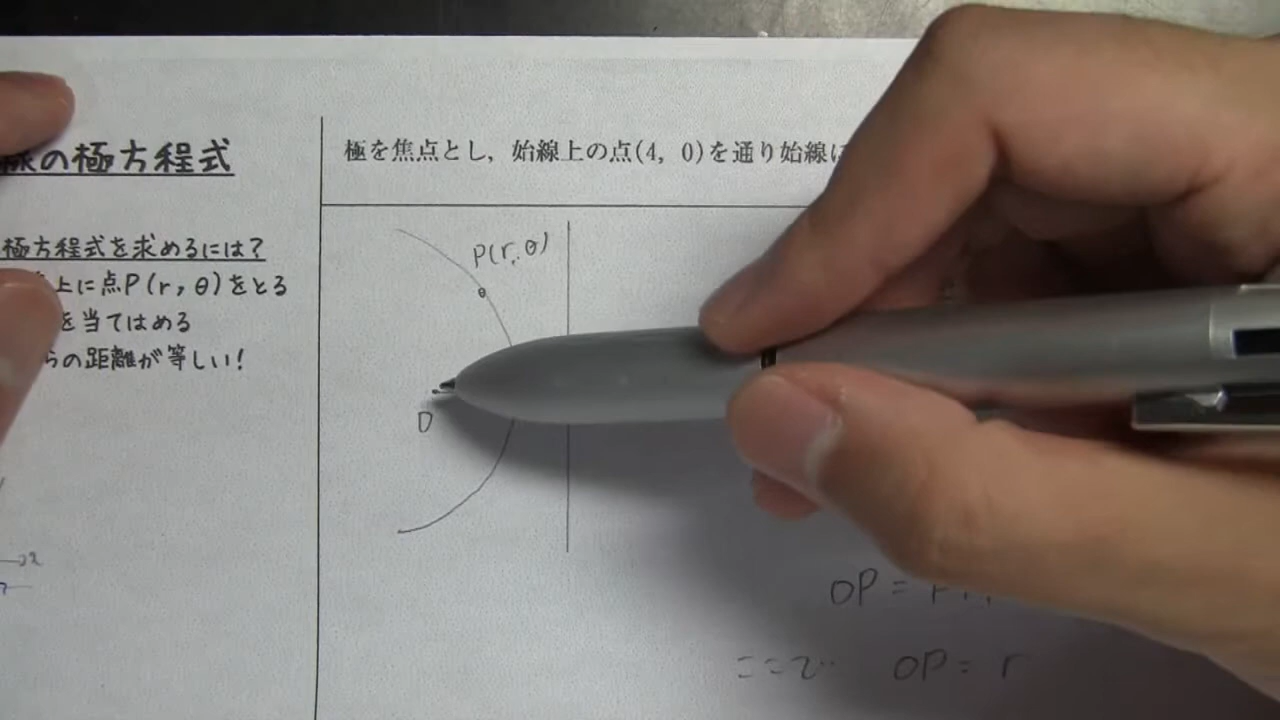 線の極方程式
極方程式を求めるには?
上に点P(r, θ)をとる
を当てはめる
らの距離が等しい!
極を焦点とし, 始線上の点(4, 0)を通り始線に
P(r, θ)
O
OP =
ここで OP = r